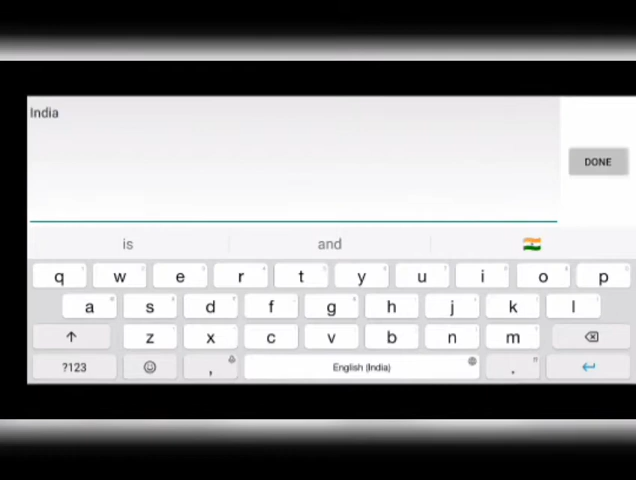 India
DONE
is and 🇮🇳
q w e r t y u i o p
a s d f g h j k l
z x c v b n m
?123 , English (India) .